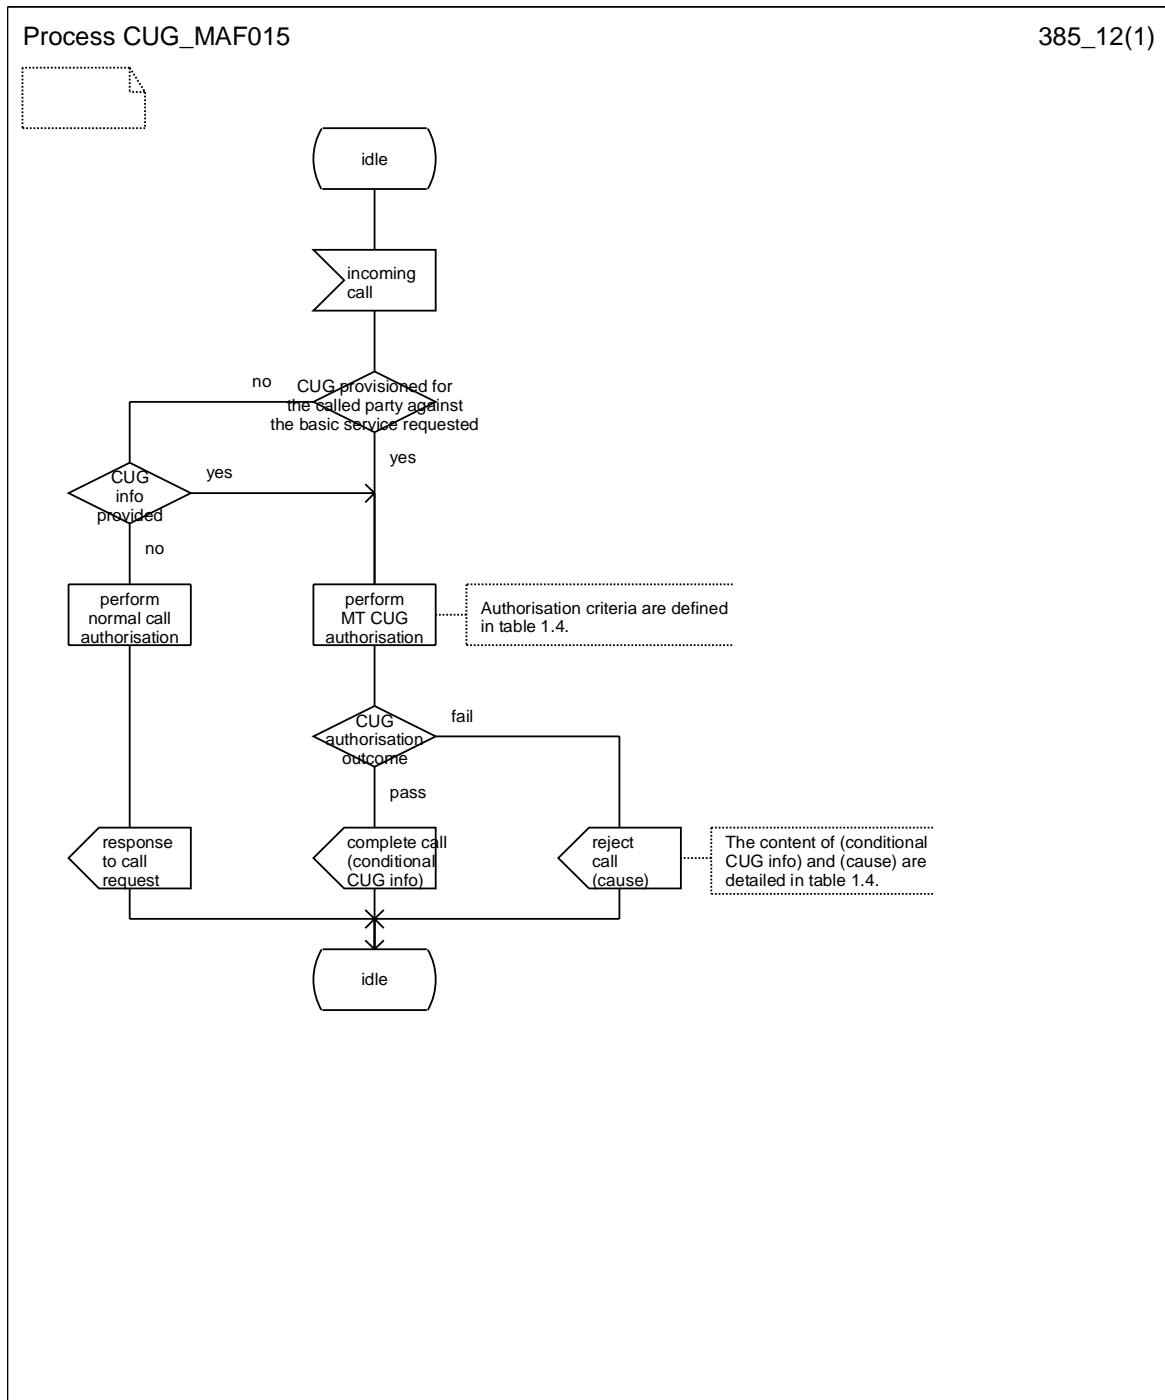 Process CUG_MAF015
385_12(1)
idle
incoming
call
no
CUG provisioned for
the called party against
the basic service requested
yes
CUG
info
provided
yes
no
perform
normal call
authorisation
perform
MT CUG
authorisation
Authorisation criteria are defined
in table 1.4.
CUG
authorisation
outcome
fail
pass
response
to call
request
complete call
(conditional
CUG info)
reject
call
(cause)
The content of (conditional
CUG info) and (cause) are
detailed in table 1.4.
idle